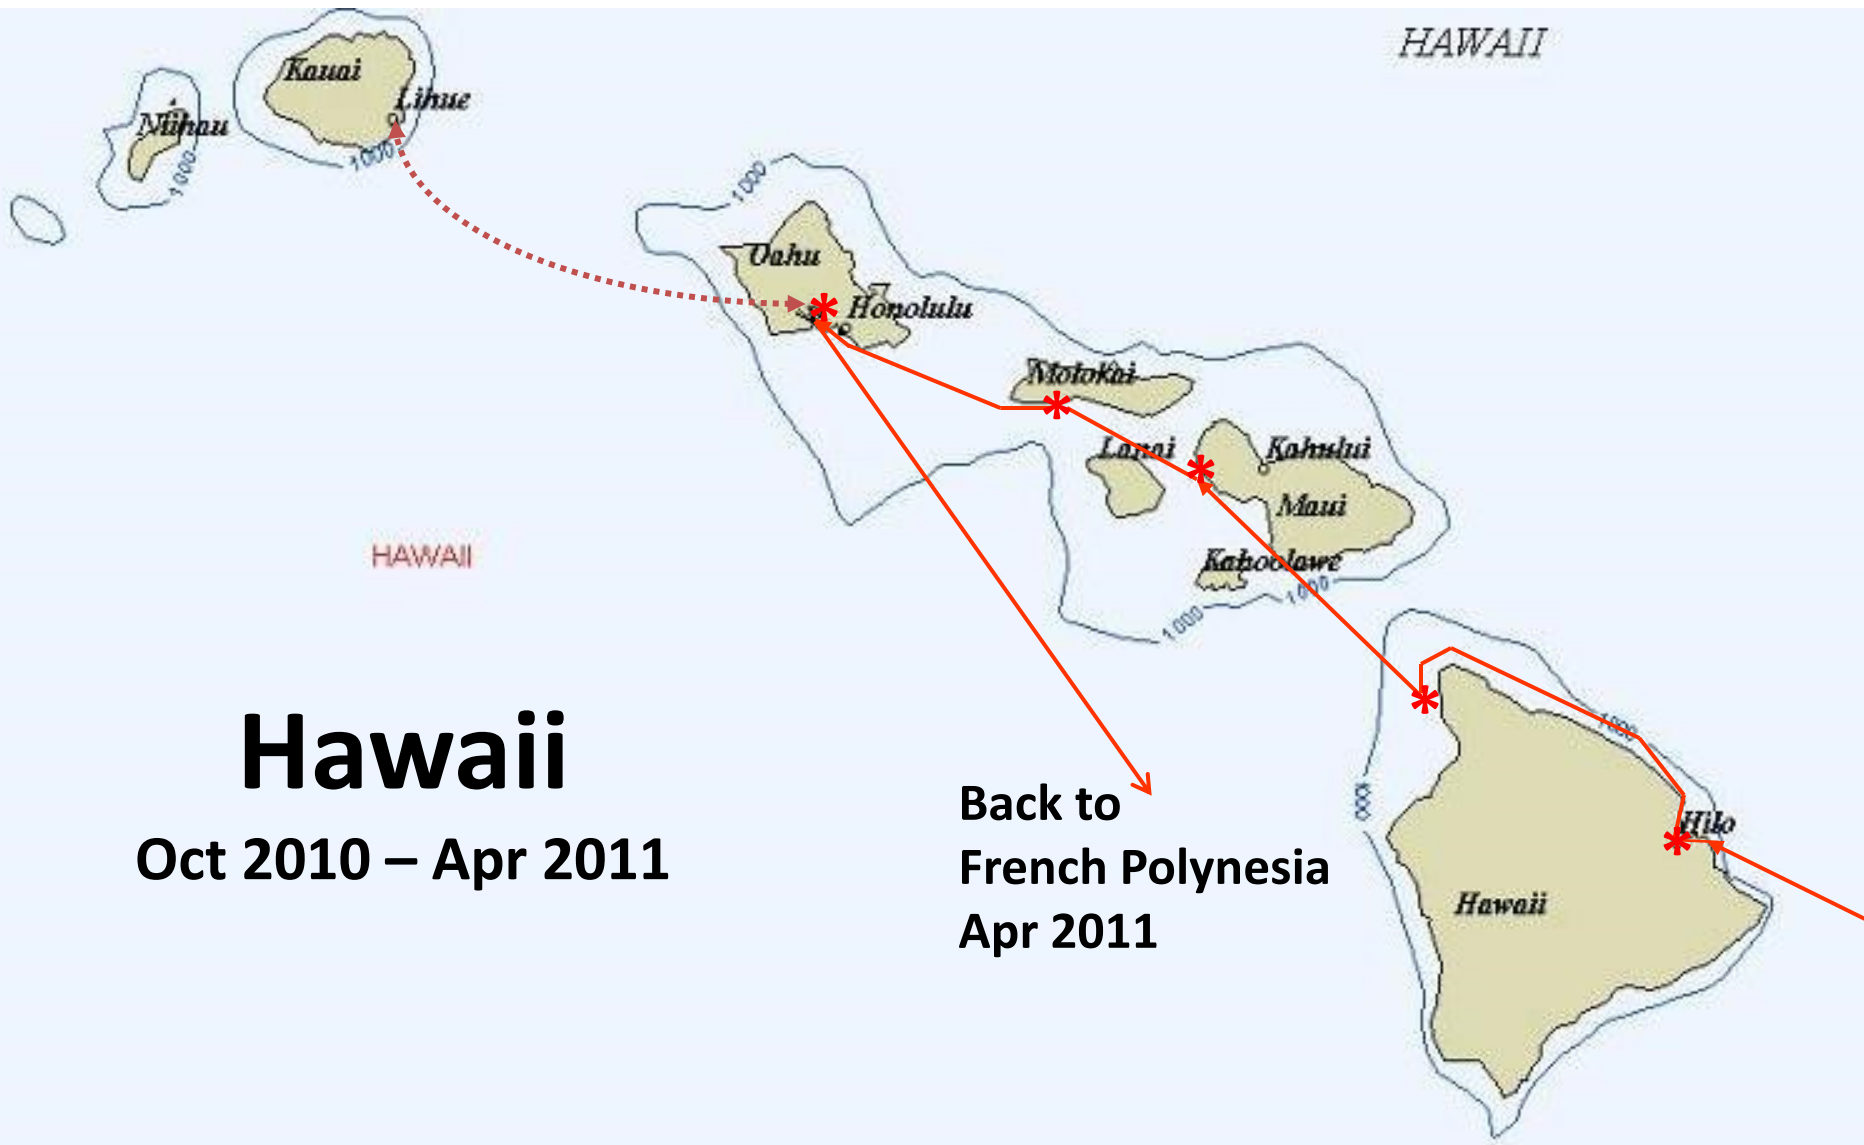 HAWAII
Kauai
Lihue
Niihau
1000
1000
1000
Oahu
Honolulu
Molokai
Lanai
Kahului
Maui
Kahoolawe
1000
1000
HAWAII
1000
1000
Hilo
Hawaii
Hawaii
Oct 2010 – Apr 2011
Back to
French Polynesia
Apr 2011